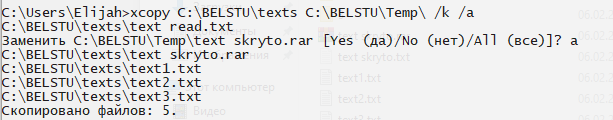 C:\Users\Elijah>xcopy C:\BELSTU\texts C:\BELSTU\Temp\ /k /a
C:\BELSTU\texts\text read.txt
Заменить C:\BELSTU\Temp\text skryto.rar [Yes (да)/No (нет)/All (все)]? a
C:\BELSTU\texts\text skryto.rar
C:\BELSTU\texts\text1.txt
C:\BELSTU\texts\text2.txt
C:\BELSTU\texts\text3.txt
Скопировано файлов: 5.